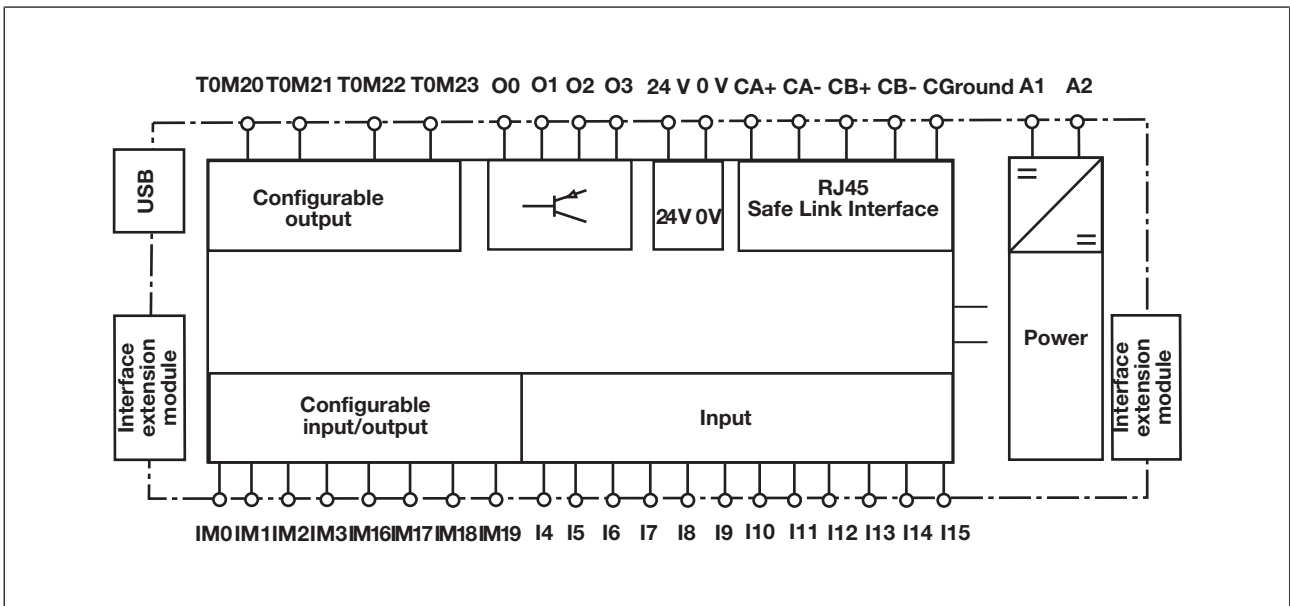 T0M20 T0M21 T0M22 T0M23 O0 O1 O2 O3 24 V 0 V CA+ CA- CB+ CB- CGround A1 A2
USB
Configurable
output
24V 0V
RJ45
Safe Link Interface
Interface
extension
module
Power
Interface
extension
module
Configurable
input/output
Input
IM0 IM1 IM2 IM3 IM16 IM17 IM18 IM19 I4 I5 I6 I7 I8 I9 I10 I11 I12 I13 I14 I15